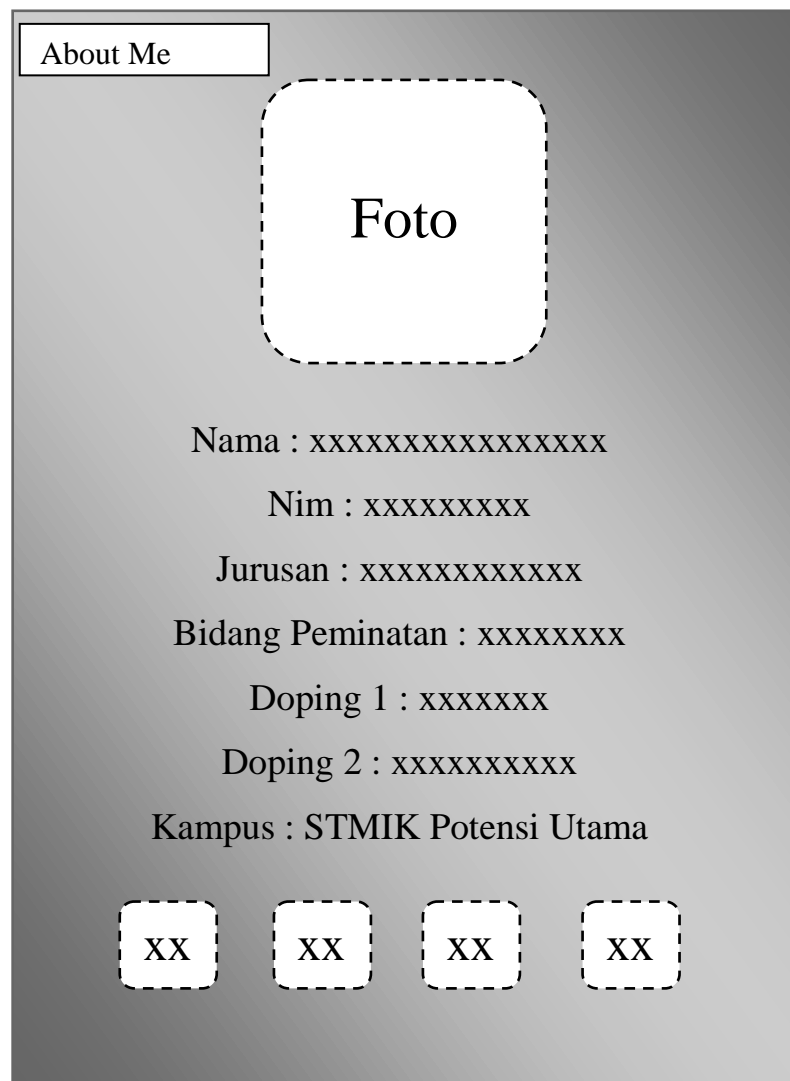 About Me
Foto
Nama : xxxxxxxxxxxxxxxx
Nim : xxxxxxxxx
Jurusan : xxxxxxxxxxxx
Bidang Peminatan : xxxxxxxx
Doping 1 : xxxxxxx
Doping 2 : xxxxxxxxxx
Kampus : STMIK Potensi Utama
xx xx xx xx